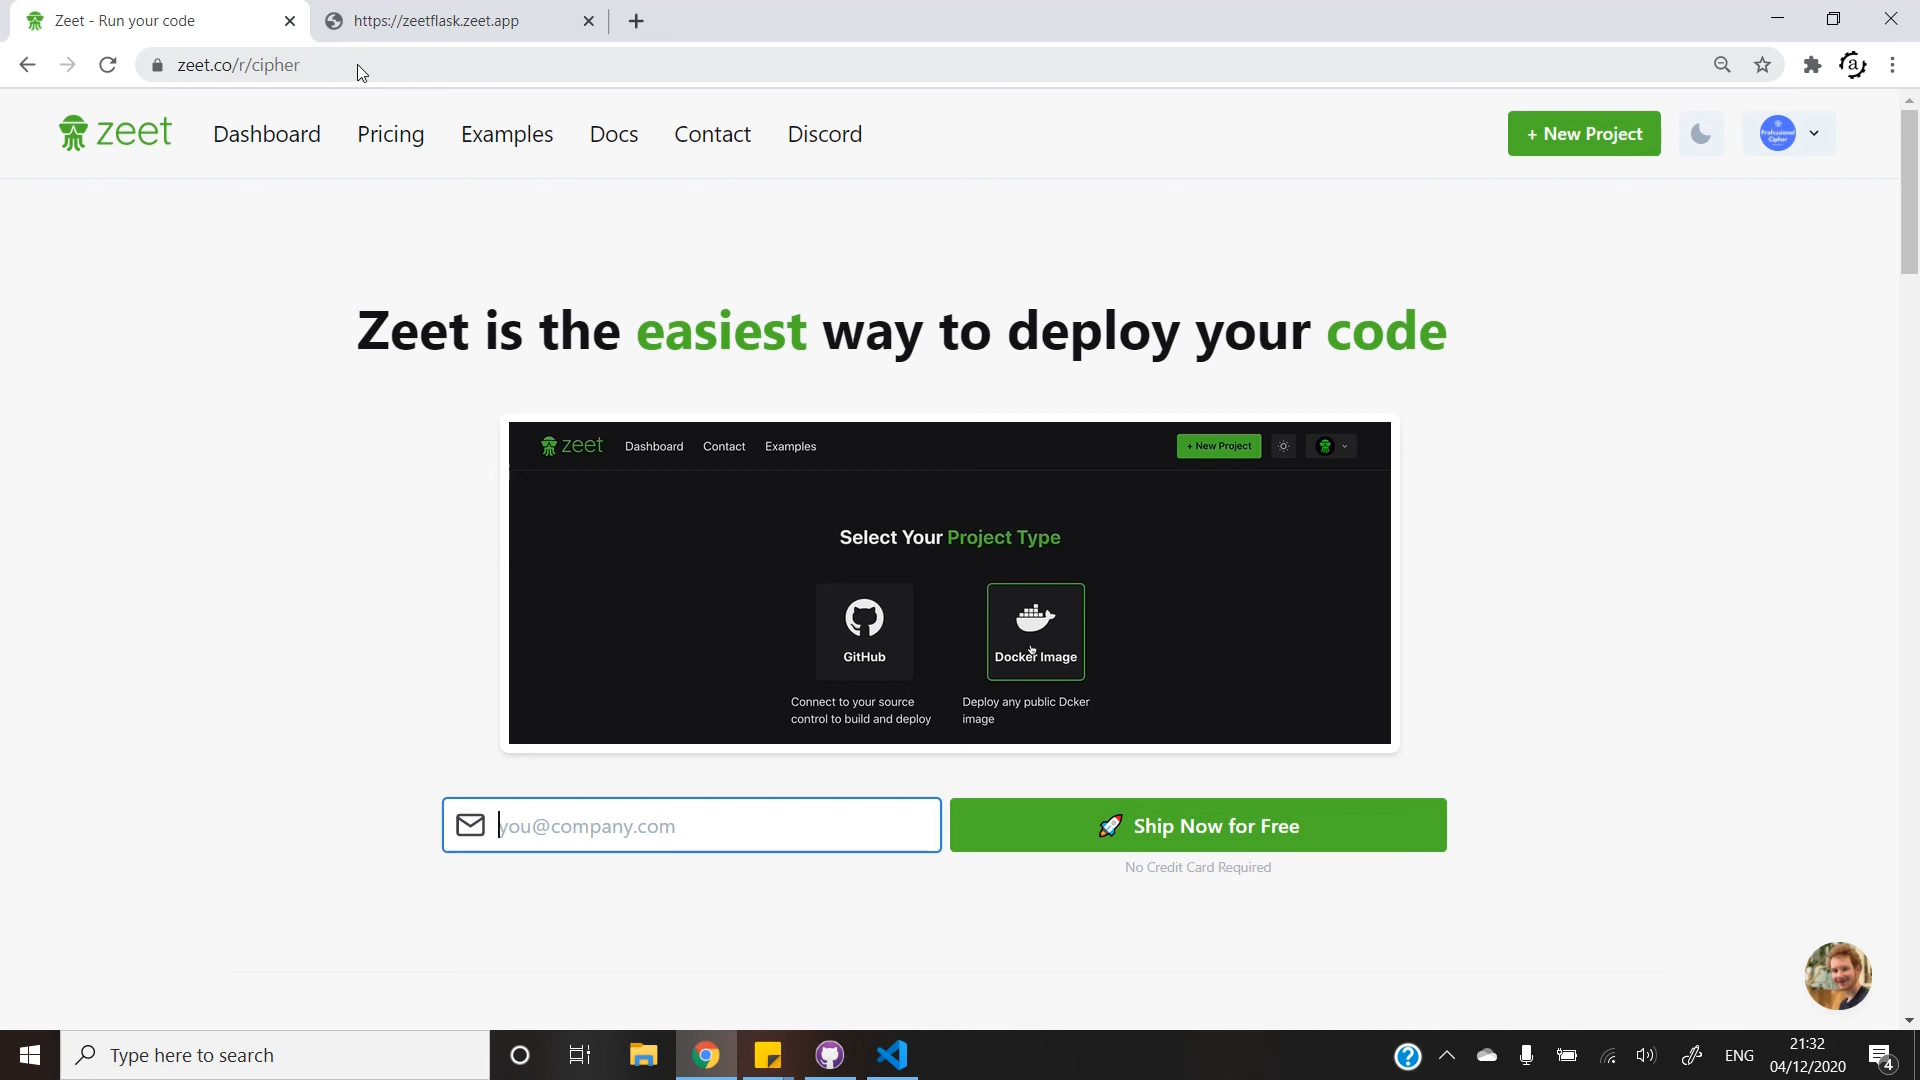 Zeet - Run your code
https://zeetflask.zeet.app
zeet.co/r/cipher
zeet
Dashboard
Pricing
Examples
Docs
Contact
Discord
+ New Project
Professional
Cipher
Zeet is the easiest way to deploy your code
zeet
Dashboard
Contact
Examples
+ New Project
Select Your Project Type
GitHub
Docker Image
Connect to your source
control to build and deploy
Deploy any public Dcker
image
you@company.com
Ship Now for Free
No Credit Card Required
Type here to search
ENG
21:32
04/12/2020
4